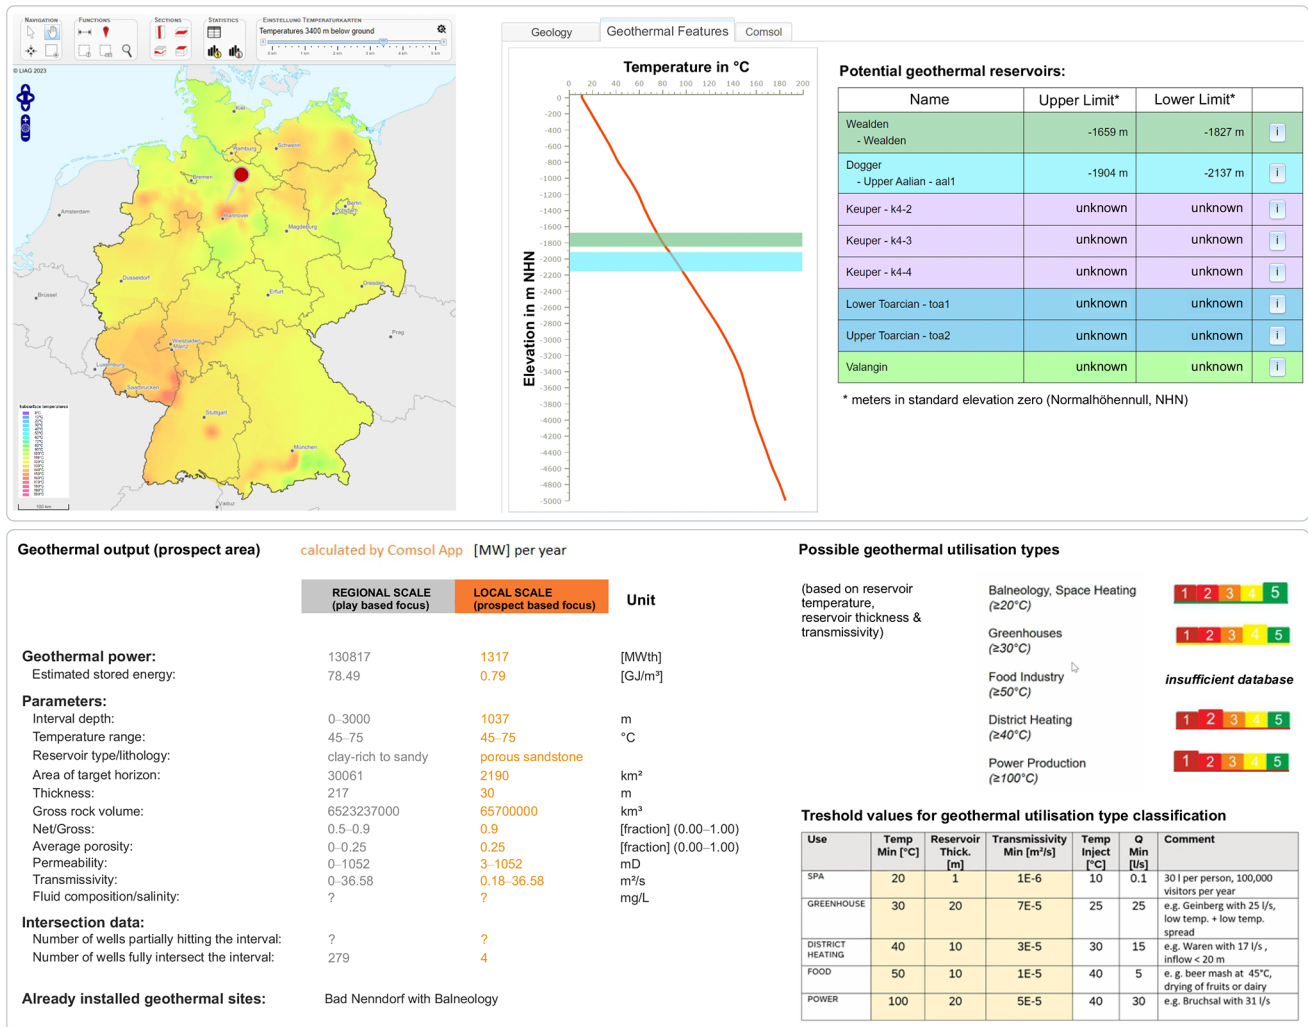 NAVIGATION
FUNCTIONS
SECTIONS
STATISTICS
EINSTELLUNG TEMPERATURKARTEN
Temperatures 3400 m below ground
© LIAG 2023
Kiel
Hamburg
Schwerin
Bremen
Amsterdam
Hannover
Berlin
Potsdam
Magdeburg
Düsseldorf
Brüssel
Erfurt
Dresden
Prag
Wiesbaden
Mainz
Luxemburg
Saarbrücken
Stuttgart
München
Vaduz
Subsurface temperatures
100 km
Geology
Geothermal Features
Comsol
Temperature in °C
0 20 40 60 80 100 120 140 160 180 200
Elevation in m NHN
0
-200
-400
-600
-800
-1000
-1200
-1400
-1600
-1800
-2000
-2200
-2400
-2600
-2800
-3000
-3200
-3400
-3600
-3800
-4000
-4200
-4400
-4600
-4800
-5000
Potential geothermal reservoirs:
Name Upper Limit* Lower Limit*
Wealden
- Wealden -1659 m -1827 m i
Dogger
- Upper Aalian - aal1 -1904 m -2137 m i
Keuper - k4-2 unknown unknown i
Keuper - k4-3 unknown unknown i
Keuper - k4-4 unknown unknown i
Lower Toarcian - toa1 unknown unknown i
Upper Toarcian - toa2 unknown unknown i
Valangin unknown unknown i
* meters in standard elevation zero (Normalhöhennull, NHN)
Geothermal output (prospect area) calculated by Comsol App [MW] per year
REGIONAL SCALE
(play based focus)
LOCAL SCALE
(prospect based focus)
Unit
Geothermal power: 130817 1317 [MWth]
Estimated stored energy: 78.49 0.79 [GJ/m³]
Parameters:
Interval depth: 0–3000 1037 m
Temperature range: 45–75 45–75 °C
Reservoir type/lithology: clay-rich to sandy porous sandstone
Area of target horizon: 30061 2190 km²
Thickness: 217 30 m
Gross rock volume: 6523237000 65700000 km³
Net/Gross: 0.5–0.9 0.9 [fraction] (0.00–1.00)
Average porosity: 0–0.25 0.25 [fraction] (0.00–1.00)
Permeability: 0–1052 3–1052 mD
Transmissivity: 0–36.58 0.18–36.58 m²/s
Fluid composition/salinity: ? ? mg/L
Intersection data:
Number of wells partially hitting the interval: ? ?
Number of wells fully intersect the interval: 279 4
Already installed geothermal sites: Bad Nenndorf with Balneology
Possible geothermal utilisation types
(based on reservoir
temperature,
reservoir thickness &
transmissivity)
Balneology, Space Heating
(≥20°C)
1 2 3 4 5
Greenhouses
(≥30°C)
1 2 3 4 5
Food Industry
(≥50°C)
insufficient database
District Heating
(≥40°C)
1 2 3 4 5
Power Production
(≥100°C)
1 2 3 4 5
Treshold values for geothermal utilisation type classification
Use Temp Min [°C] Reservoir Thick. [m] Transmissivity Min [m²/s] Temp Inject [°C] Q Min [l/s] Comment
SPA 20 1 1E-6 10 0.1 30 l per person, 100,000
visitors per year
GREENHOUSE 30 20 7E-5 25 25 e.g. Geinberg with 25 l/s,
low temp. + low temp.
spread
DISTRICT
HEATING 40 10 3E-5 30 15 e.g. Waren with 17 l/s ,
inflow < 20 m
FOOD 50 10 1E-5 40 5 e. g. beer mash at 45°C,
drying of fruits or dairy
POWER 100 20 5E-5 40 30 e.g. Bruchsal with 31 l/s